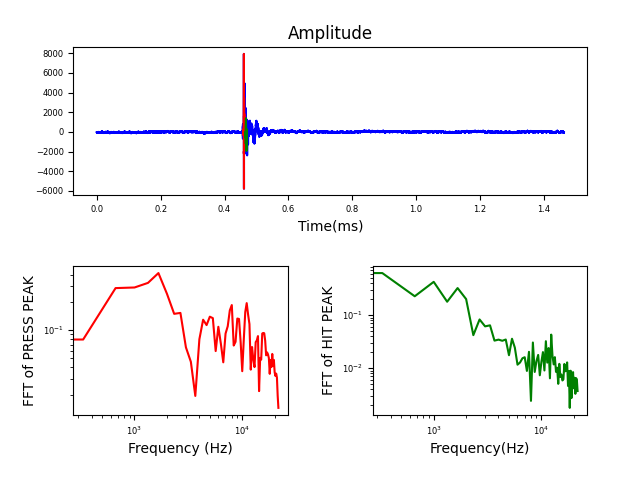 Amplitude
8000
6000
4000
2000
0
−2000
−4000
−6000
0.0 0.2 0.4 0.6 0.8 1.0 1.2 1.4
Time(ms)
FFT of PRESS PEAK
10⁻¹
10³ 10⁴
Frequency (Hz)
FFT of HIT PEAK
10⁻¹
10⁻²
10³ 10⁴
Frequency(Hz)